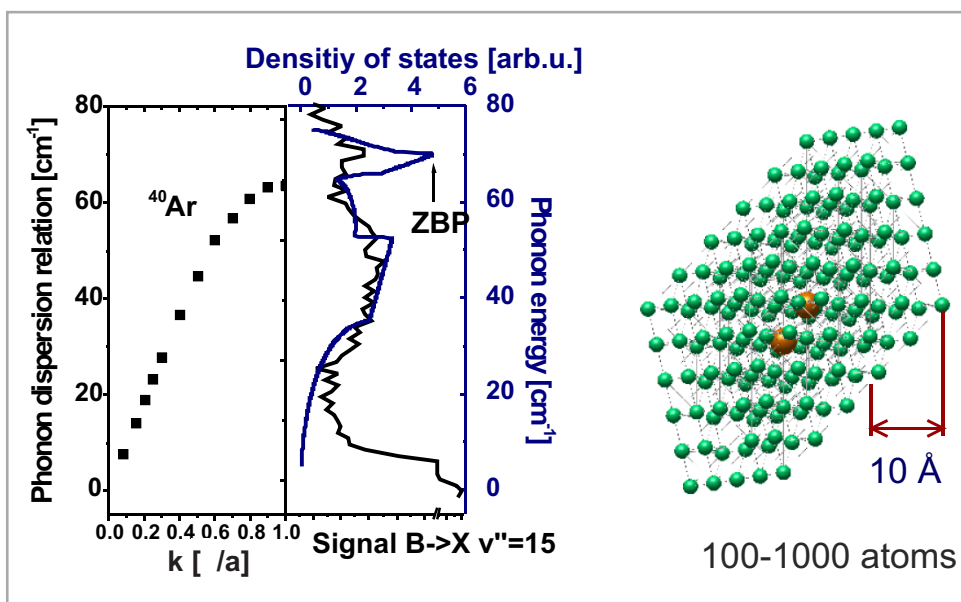 Densitiy of states [arb.u.]
0 2 4 6
Phonon dispersion relation [cm⁻¹]
80
60
40
20
0
⁴⁰Ar
ZBP
80
60
40
20
0
Phonon energy [cm⁻¹]
0.0 0.2 0.4 0.6 0.8 1.0
k [ /a]
Signal B->X v"=15
10 Å
100-1000 atoms